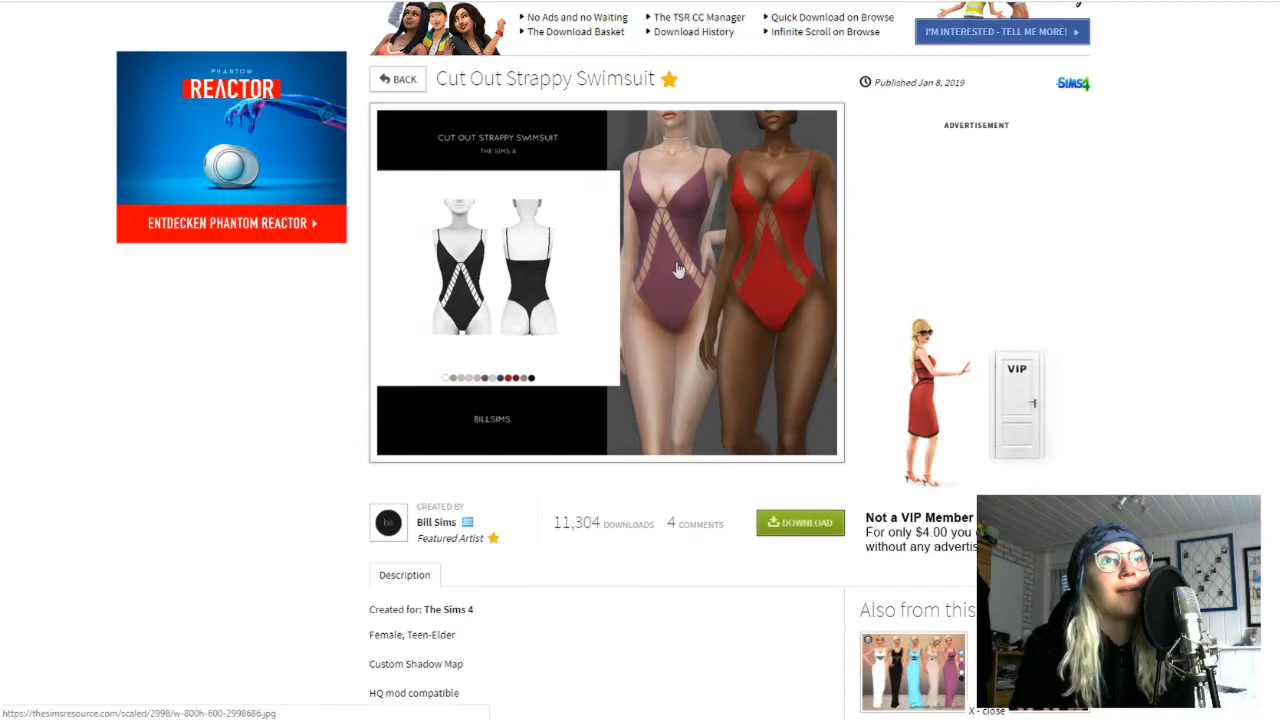 No Ads and no Waiting
The TSR CC Manager
Quick Download on Browse
The Download Basket
Download History
Infinite Scroll on Browse
I'M INTERESTED - TELL ME MORE!
PHANTOM
REACTOR
ENTDECKEN PHANTOM REACTOR
BACK
Cut Out Strappy Swimsuit
Published Jan 8, 2019
SIMS4
ADVERTISEMENT
CUT OUT STRAPPY SWIMSUIT
THE SIMS 4
BILLSIMS
VIP
CREATED BY
Bill Sims
Featured Artist
11,304 DOWNLOADS
4 COMMENTS
DOWNLOAD
Not a VIP Member
For only $4.00 you
without any advertis
Description
Created for: The Sims 4
Female, Teen-Elder
Custom Shadow Map
HQ mod compatible
Also from this
X - close
https://thesimsresource.com/scaled/2998/w-800h-600-2998686.jpg